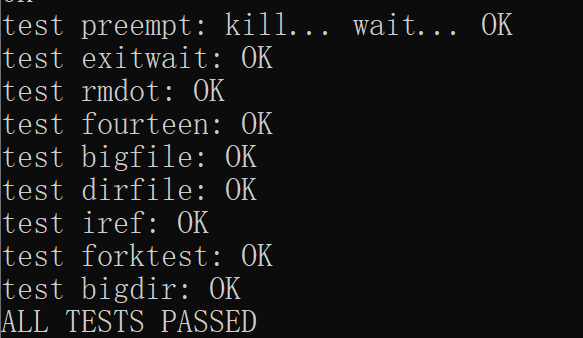 test preempt: kill... wait... OK
test exitwait: OK
test rmdot: OK
test fourteen: OK
test bigfile: OK
test dirfile: OK
test iref: OK
test forktest: OK
test bigdir: OK
ALL TESTS PASSED